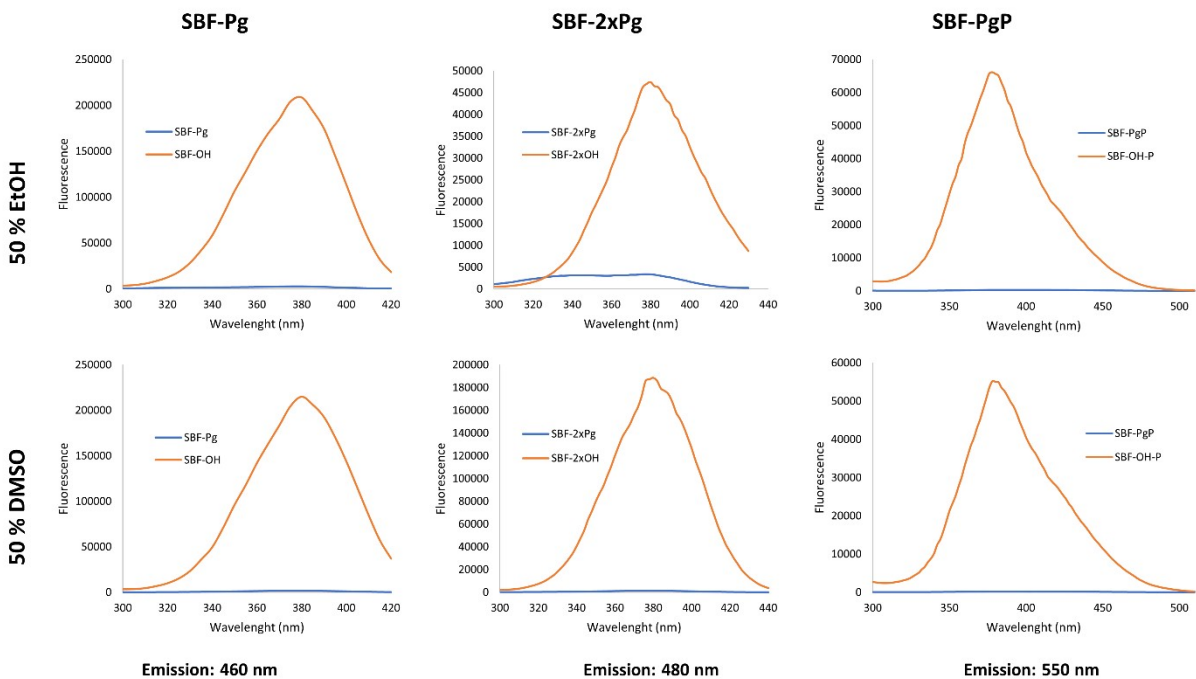 SBF-Pg
SBF-2xPg
SBF-PgP
50 % EtOH
Fluorescence
250000
200000
150000
100000
50000
0
300 320 340 360 380 400 420
Wavelenght (nm)
SBF-Pg
SBF-OH
Fluorescence
50000
45000
40000
35000
30000
25000
20000
15000
10000
5000
0
300 320 340 360 380 400 420 440
Wavelenght (nm)
SBF-2xPg
SBF-2xOH
Fluorescence
70000
60000
50000
40000
30000
20000
10000
0
300 350 400 450 500
Wavelenght (nm)
SBF-PgP
SBF-OH-P
50 % DMSO
Fluorescence
250000
200000
150000
100000
50000
0
300 320 340 360 380 400 420
Wavelenght (nm)
SBF-Pg
SBF-OH
Fluorescence
200000
180000
160000
140000
120000
100000
80000
60000
40000
20000
0
300 320 340 360 380 400 420 440
Wavelenght (nm)
SBF-2xPg
SBF-2xOH
Fluorescence
60000
50000
40000
30000
20000
10000
0
300 350 400 450 500
Wavelenght (nm)
SBF-PgP
SBF-OH-P
Emission: 460 nm
Emission: 480 nm
Emission: 550 nm